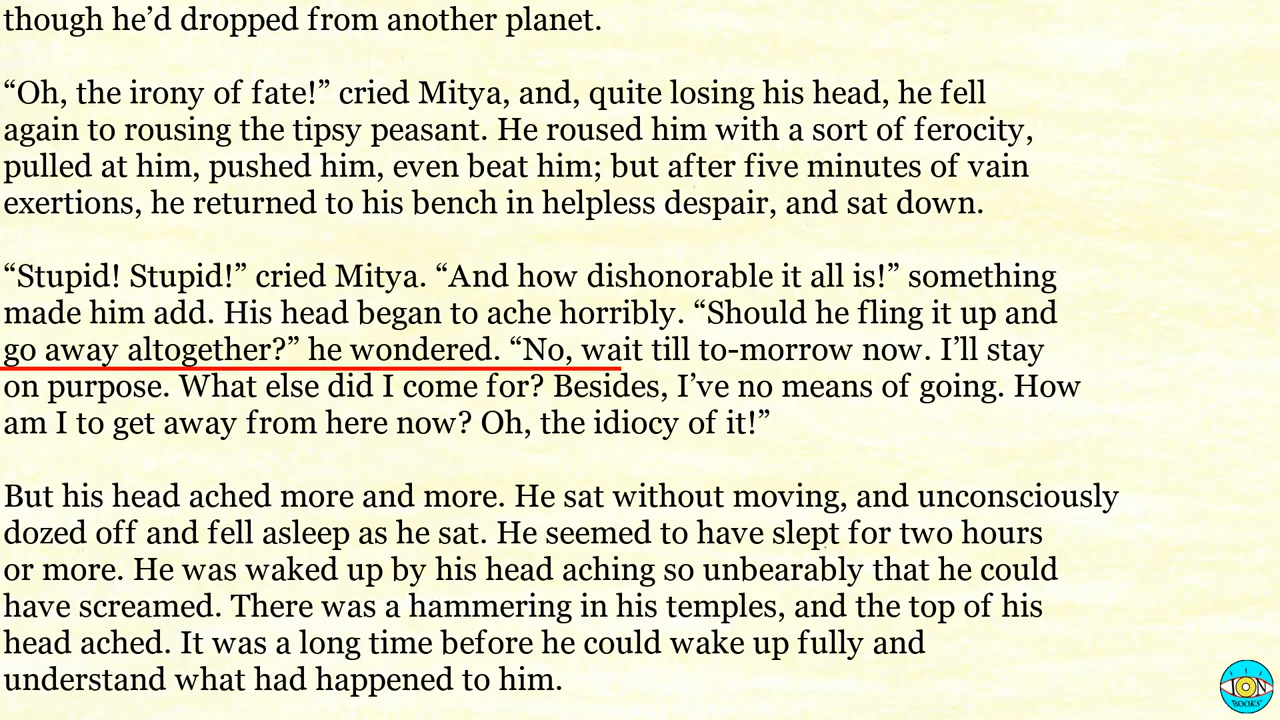 though he’d dropped from another planet.
“Oh, the irony of fate!” cried Mitya, and, quite losing his head, he fell
again to rousing the tipsy peasant. He roused him with a sort of ferocity,
pulled at him, pushed him, even beat him; but after five minutes of vain
exertions, he returned to his bench in helpless despair, and sat down.
“Stupid! Stupid!” cried Mitya. “And how dishonorable it all is!” something
made him add. His head began to ache horribly. “Should he fling it up and
go away altogether?” he wondered. “No, wait till to-morrow now. I’ll stay
on purpose. What else did I come for? Besides, I’ve no means of going. How
am I to get away from here now? Oh, the idiocy of it!”
But his head ached more and more. He sat without moving, and unconsciously
dozed off and fell asleep as he sat. He seemed to have slept for two hours
or more. He was waked up by his head aching so unbearably that he could
have screamed. There was a hammering in his temples, and the top of his
head ached. It was a long time before he could wake up fully and
understand what had happened to him.
ION
BOOKS